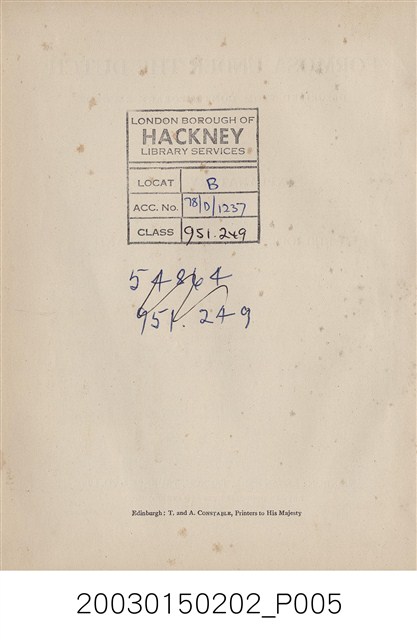 LONDON BOROUGH OF
HACKNEY
LIBRARY SERVICES
LOCAT B
ACC. No. 78/D/1237
CLASS 951.249
54864
951.249
Edinburgh: T. and A. CONSTABLE, Printers to His Majesty
20030150202_P005